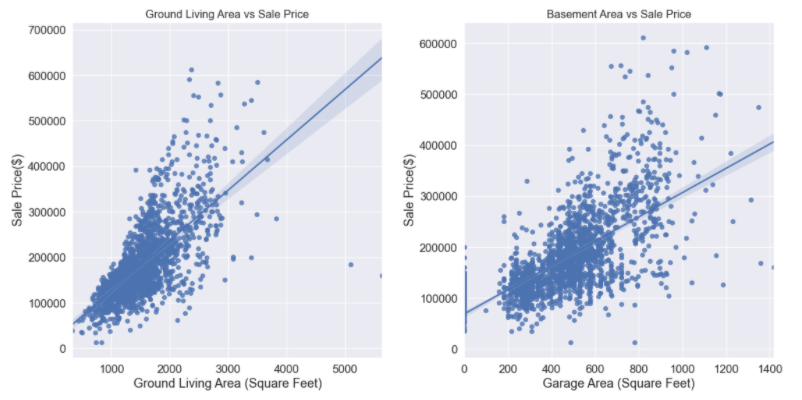 Ground Living Area vs Sale Price
700000
600000
500000
400000
300000
200000
100000
0
Sale Price($)
1000 2000 3000 4000 5000
Ground Living Area (Square Feet)
Basement Area vs Sale Price
600000
500000
400000
300000
200000
100000
0
Sale Price($)
0 200 400 600 800 1000 1200 1400
Garage Area (Square Feet)